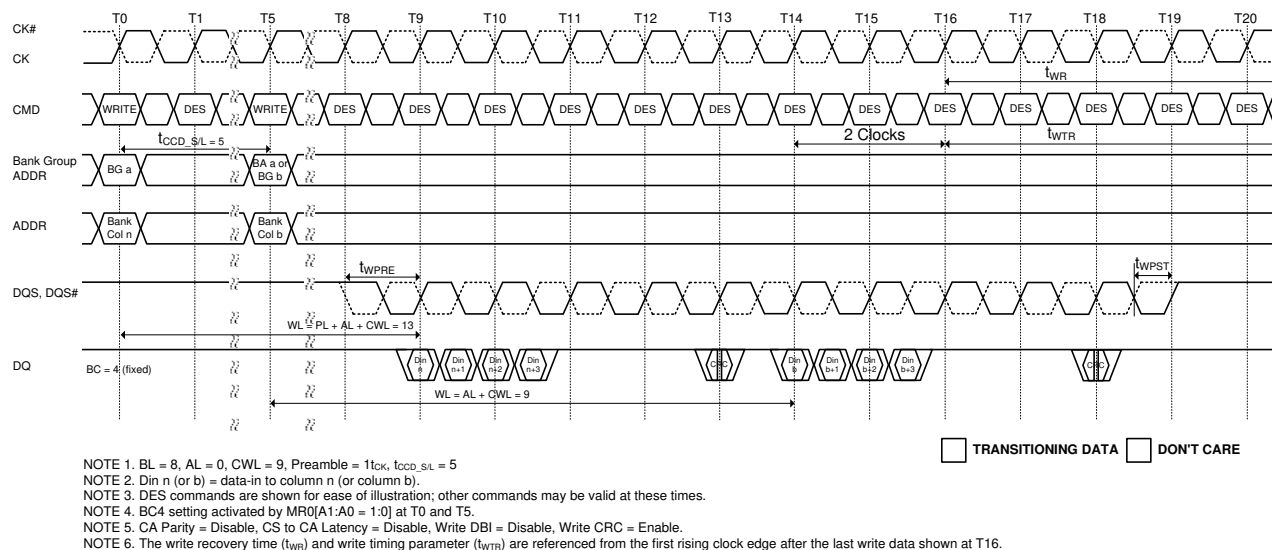 T0 T1 T5 T8 T9 T10 T11 T12 T13 T14 T15 T16 T17 T18 T19 T20
CK#
CK
tWR
CMD WRITE DES WRITE DES DES DES DES DES DES DES DES DES DES DES DES DES
tCCD_S/L = 5
2 Clocks
tWTR
Bank Group
ADDR
BG a
BA a or
BG b
ADDR
Bank
Col n
Bank
Col b
tWPRE
tWPST
DQS, DQS#
WL = PL + AL + CWL = 13
DQ
BC = 4 (fixed)
Din
n
Din
n+1
Din
n+2
Din
n+3
CRC
Din
b
Din
b+1
Din
b+2
Din
b+3
CRC
WL = AL + CWL = 9
TRANSITIONING DATA DON'T CARE
NOTE 1. BL = 8, AL = 0, CWL = 9, Preamble = 1tCK, tCCD_S/L = 5
NOTE 2. Din n (or b) = data-in to column n (or column b).
NOTE 3. DES commands are shown for ease of illustration; other commands may be valid at these times.
NOTE 4. BC4 setting activated by MR0[A1:A0 = 1:0] at T0 and T5.
NOTE 5. CA Parity = Disable, CS to CA Latency = Disable, Write DBI = Disable, Write CRC = Enable.
NOTE 6. The write recovery time (tWR) and write timing parameter (tWTR) are referenced from the first rising clock edge after the last write data shown at T16.